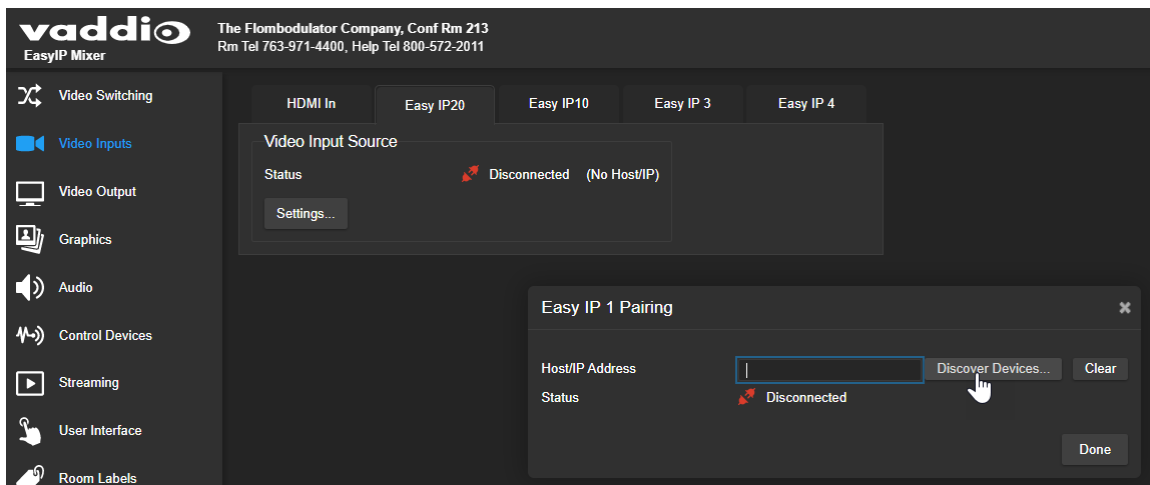 vaddio
EasyIP Mixer
The Flombodulator Company, Conf Rm 213
Rm Tel 763-971-4400, Help Tel 800-572-2011
Video Switching
Video Inputs
Video Output
Graphics
Audio
Control Devices
Streaming
User Interface
Room Labels
HDMI In
Easy IP20
Easy IP10
Easy IP 3
Easy IP 4
Video Input Source
Status Disconnected (No Host/IP)
Settings...
Easy IP 1 Pairing
Host/IP Address Discover Devices... Clear
Status Disconnected
Done